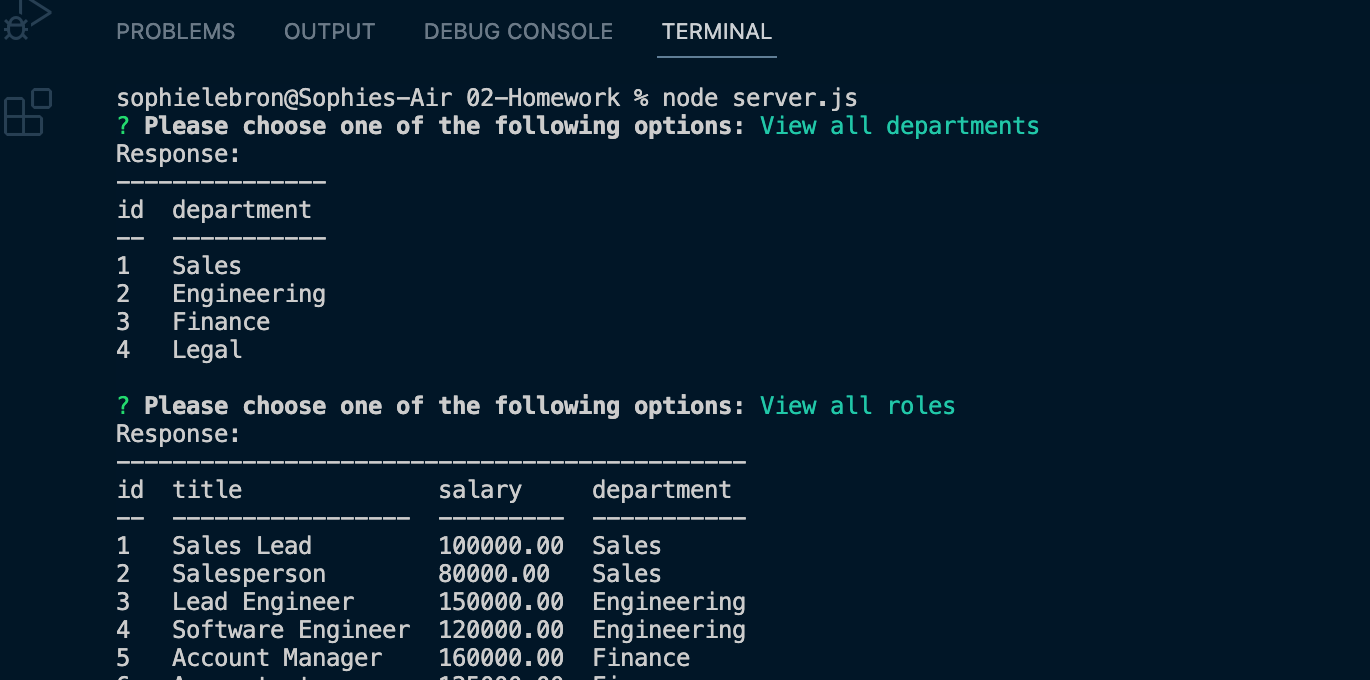 PROBLEMS OUTPUT DEBUG CONSOLE TERMINAL
sophielebron@Sophies-Air 02-Homework % node server.js
? Please choose one of the following options: View all departments
Response:
---------------
id  department
--  -----------
1   Sales
2   Engineering
3   Finance
4   Legal
? Please choose one of the following options: View all roles
Response:
---------------------------------------------
id  title              salary     department
--  -----------------  ---------  -----------
1   Sales Lead         100000.00  Sales
2   Salesperson        80000.00   Sales
3   Lead Engineer      150000.00  Engineering
4   Software Engineer  120000.00  Engineering
5   Account Manager    160000.00  Finance